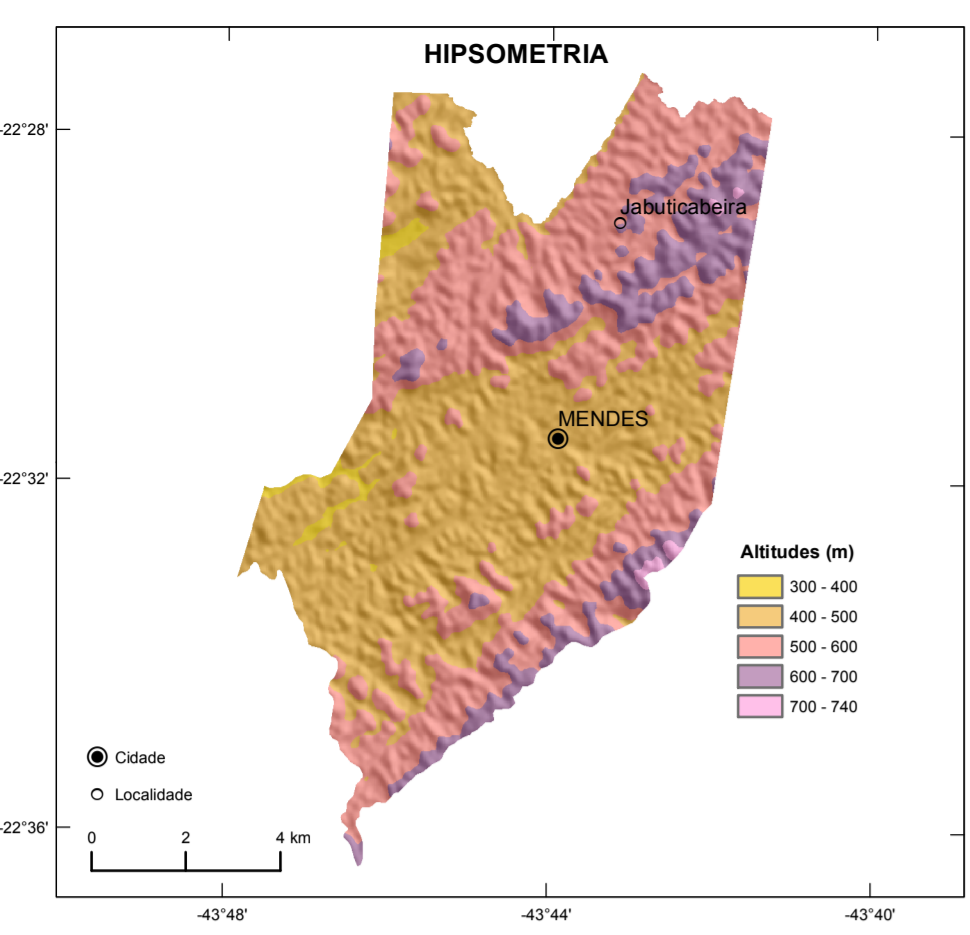 HIPSOMETRIA
-22°28'
Jabuticabeira
MENDES
-22°32'
Altitudes (m)
300 - 400
400 - 500
500 - 600
600 - 700
700 - 740
Cidade
Localidade
-22°36'
0 2 4 km
-43°48' -43°44' -43°40'